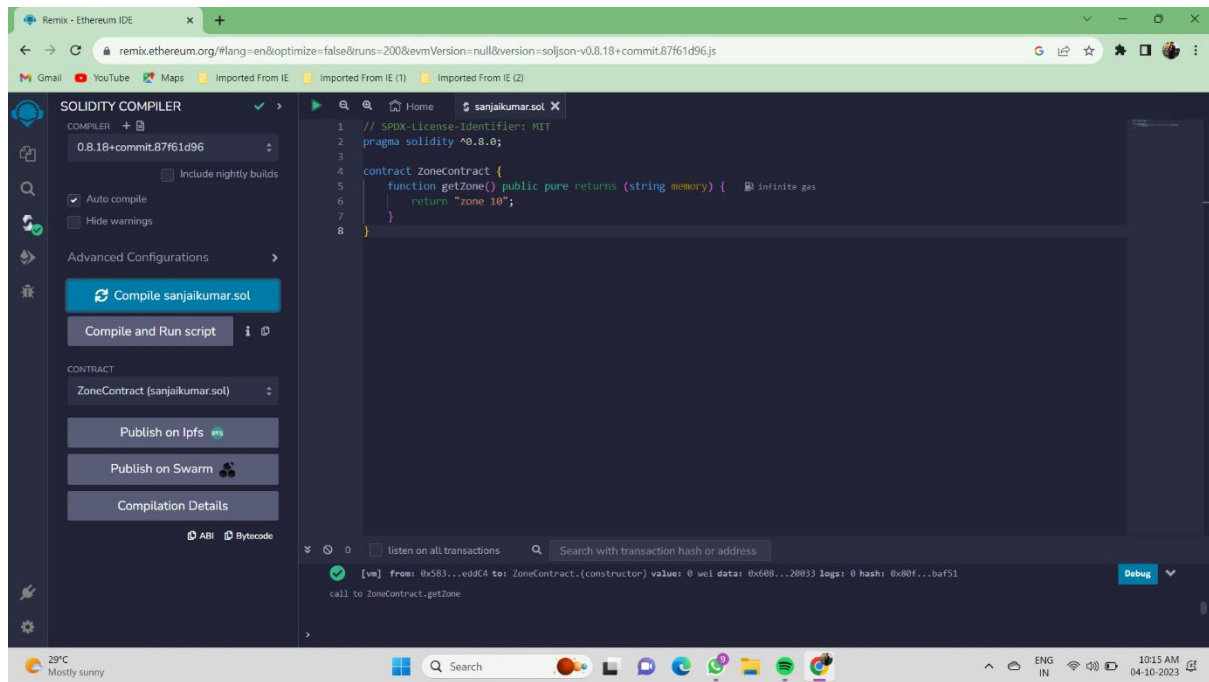 Remix - Ethereum IDE
remix.ethereum.org/#lang=en&optimize=false&runs=200&evmVersion=null&version=soljson-v0.8.18+commit.87f61d96.js
Gmail YouTube Maps Imported From IE Imported From IE (1) Imported From IE (2)
SOLIDITY COMPILER
COMPILER
0.8.18+commit.87f61d96
Include nightly builds
Auto compile
Hide warnings
Advanced Configurations
Compile sanjaikumar.sol
Compile and Run script
CONTRACT
ZoneContract (sanjaikumar.sol)
Publish on Ipfs
Publish on Swarm
Compilation Details
ABI Bytecode
Home sanjaikumar.sol
1 // SPDX-License-Identifier: MIT
2 pragma solidity ^0.8.0;
3
4 contract ZoneContract {
5 function getZone() public pure returns (string memory) { infinite gas
6 return "zone 10";
7 }
8 }
0 listen on all transactions Search with transaction hash or address
[vm] from: 0x5B3...eddC4 to: ZoneContract.(constructor) value: 0 wei data: 0x608...20033 logs: 0 hash: 0x80f...baf51
Debug
call to ZoneContract.getZone
>
29°C
Mostly sunny
Search
9
ENG
IN
10:15 AM
04-10-2023